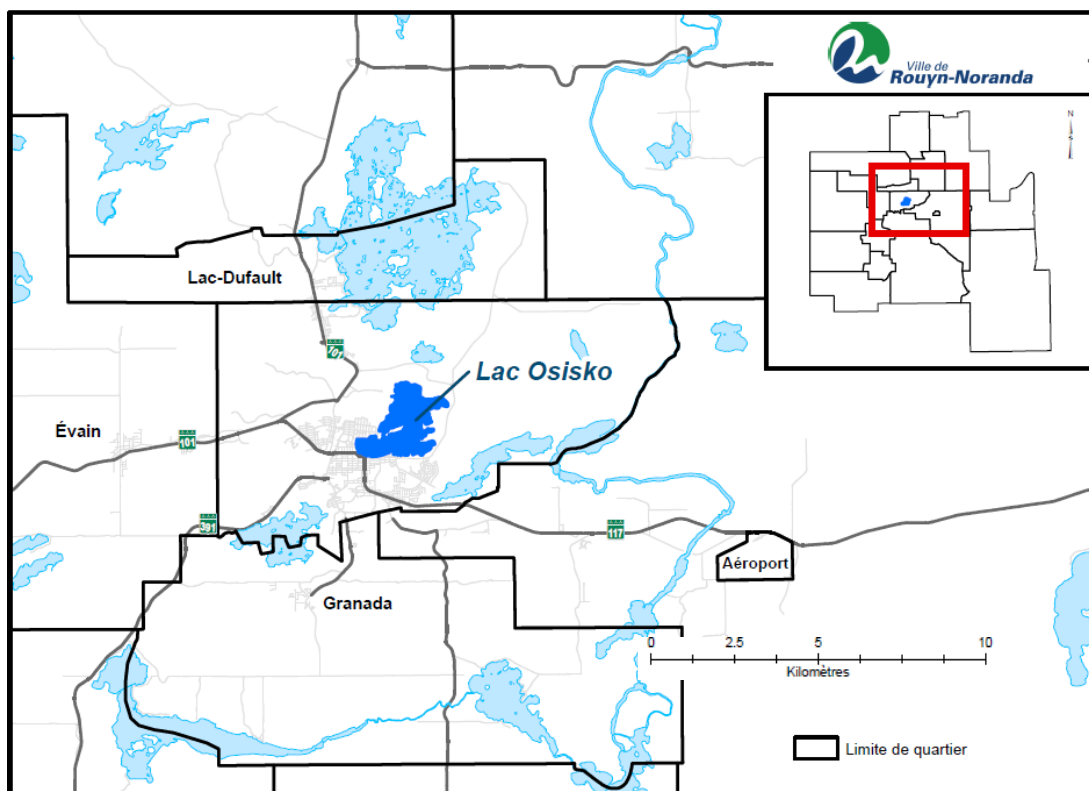 Ville de
Rouyn-Noranda
N
Lac-Dufault
101
Lac Osisko
Évain
101
391
117
Aéroport
Granada
0 2.5 5 10
Kilomètres
Limite de quartier